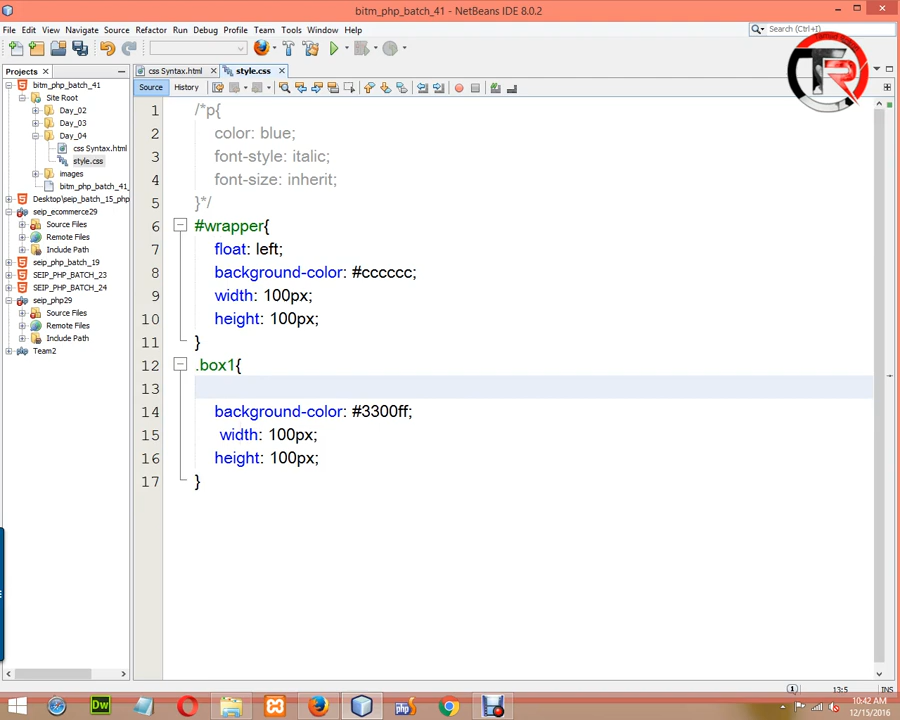 bitm_php_batch_41 - NetBeans IDE 8.0.2
File Edit View Navigate Source Refactor Run Debug Profile Team Tools Window Help
Search (Ctrl+I)
Projects
css Syntax.html
style.css
Source
History
bitm_php_batch_41
Site Root
Day_02
Day_03
Day_04
css Syntax.html
style.css
images
bitm_php_batch_41_
Desktop\seip_batch_15_php
seip_ecommerce29
Source Files
Remote Files
Include Path
seip_php_batch_19
SEIP_PHP_BATCH_23
SEIP_PHP_BATCH_24
seip_php29
Source Files
Remote Files
Include Path
Team2
1 /*p{
2 color: blue;
3 font-style: italic;
4 font-size: inherit;
5 }*/
6 #wrapper{
7 float: left;
8 background-color: #cccccc;
9 width: 100px;
10 height: 100px;
11 }
12 .box1{
13
14 background-color: #3300ff;
15 width: 100px;
16 height: 100px;
17 }
1
13:5
INS
Dw
php
10:42 AM
12/15/2016